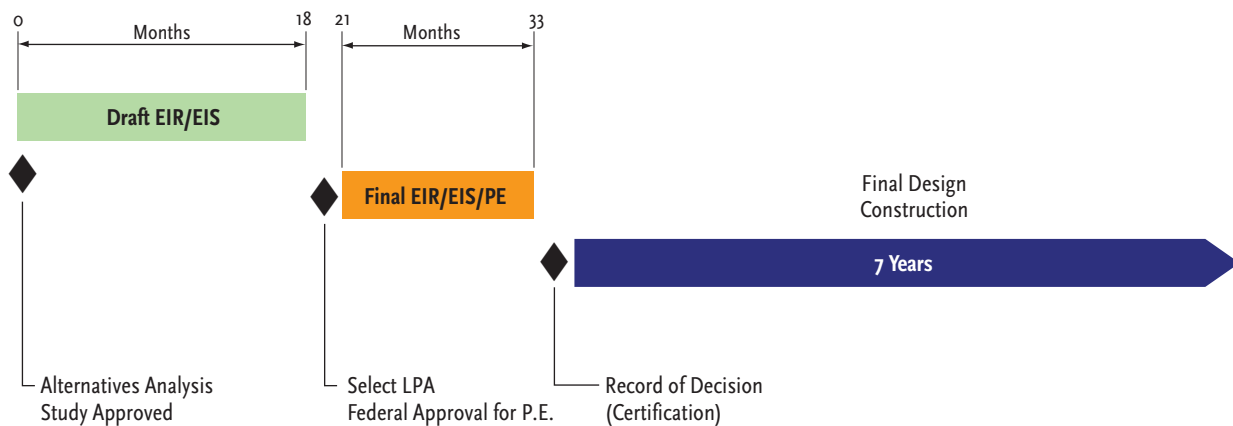 0 18 21 33
Months Months
Draft EIR/EIS
Final EIR/EIS/PE
Final Design
Construction
7 Years
Alternatives Analysis
Study Approved
Select LPA
Federal Approval for P.E.
Record of Decision
(Certification)